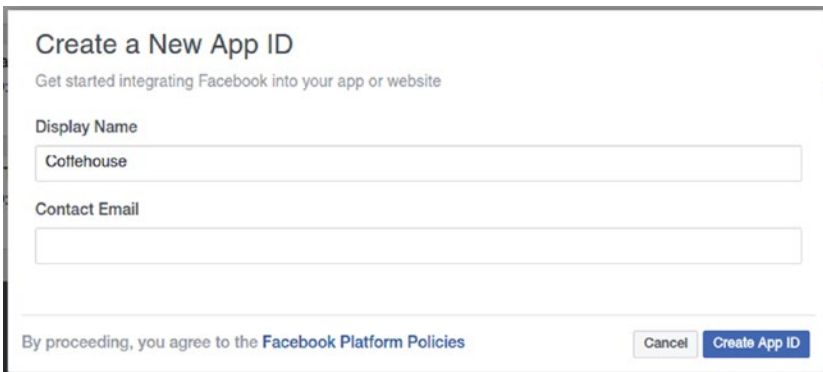 Create a New App ID
Get started integrating Facebook into your app or website
Display Name
Coffehouse
Contact Email
By proceeding, you agree to the Facebook Platform Policies
Cancel
Create App ID